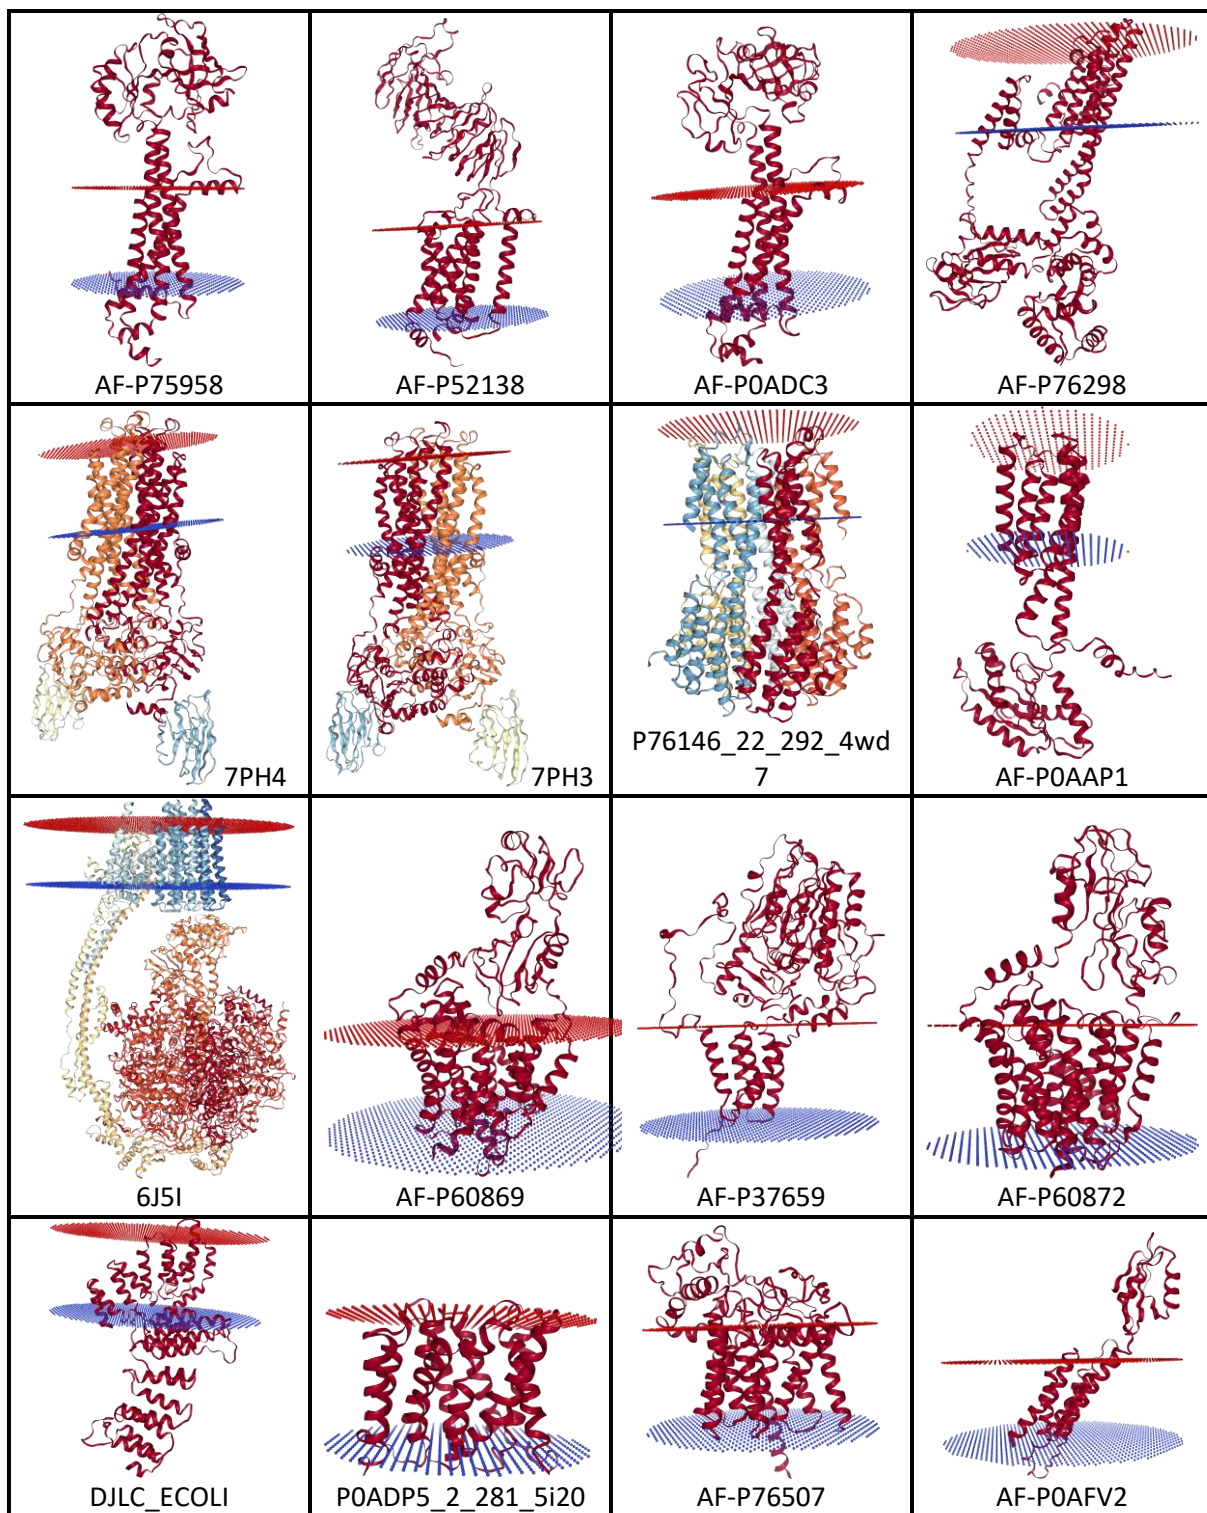 AF-P75958
AF-P52138
AF-P0ADC3
AF-P76298
7PH4
7PH3
P76146_22_292_4wd
7
AF-P0AAP1
6J5I
AF-P60869
AF-P37659
AF-P60872
DJLC_ECOLI
P0ADP5_2_281_5i20
AF-P76507
AF-P0AFV2